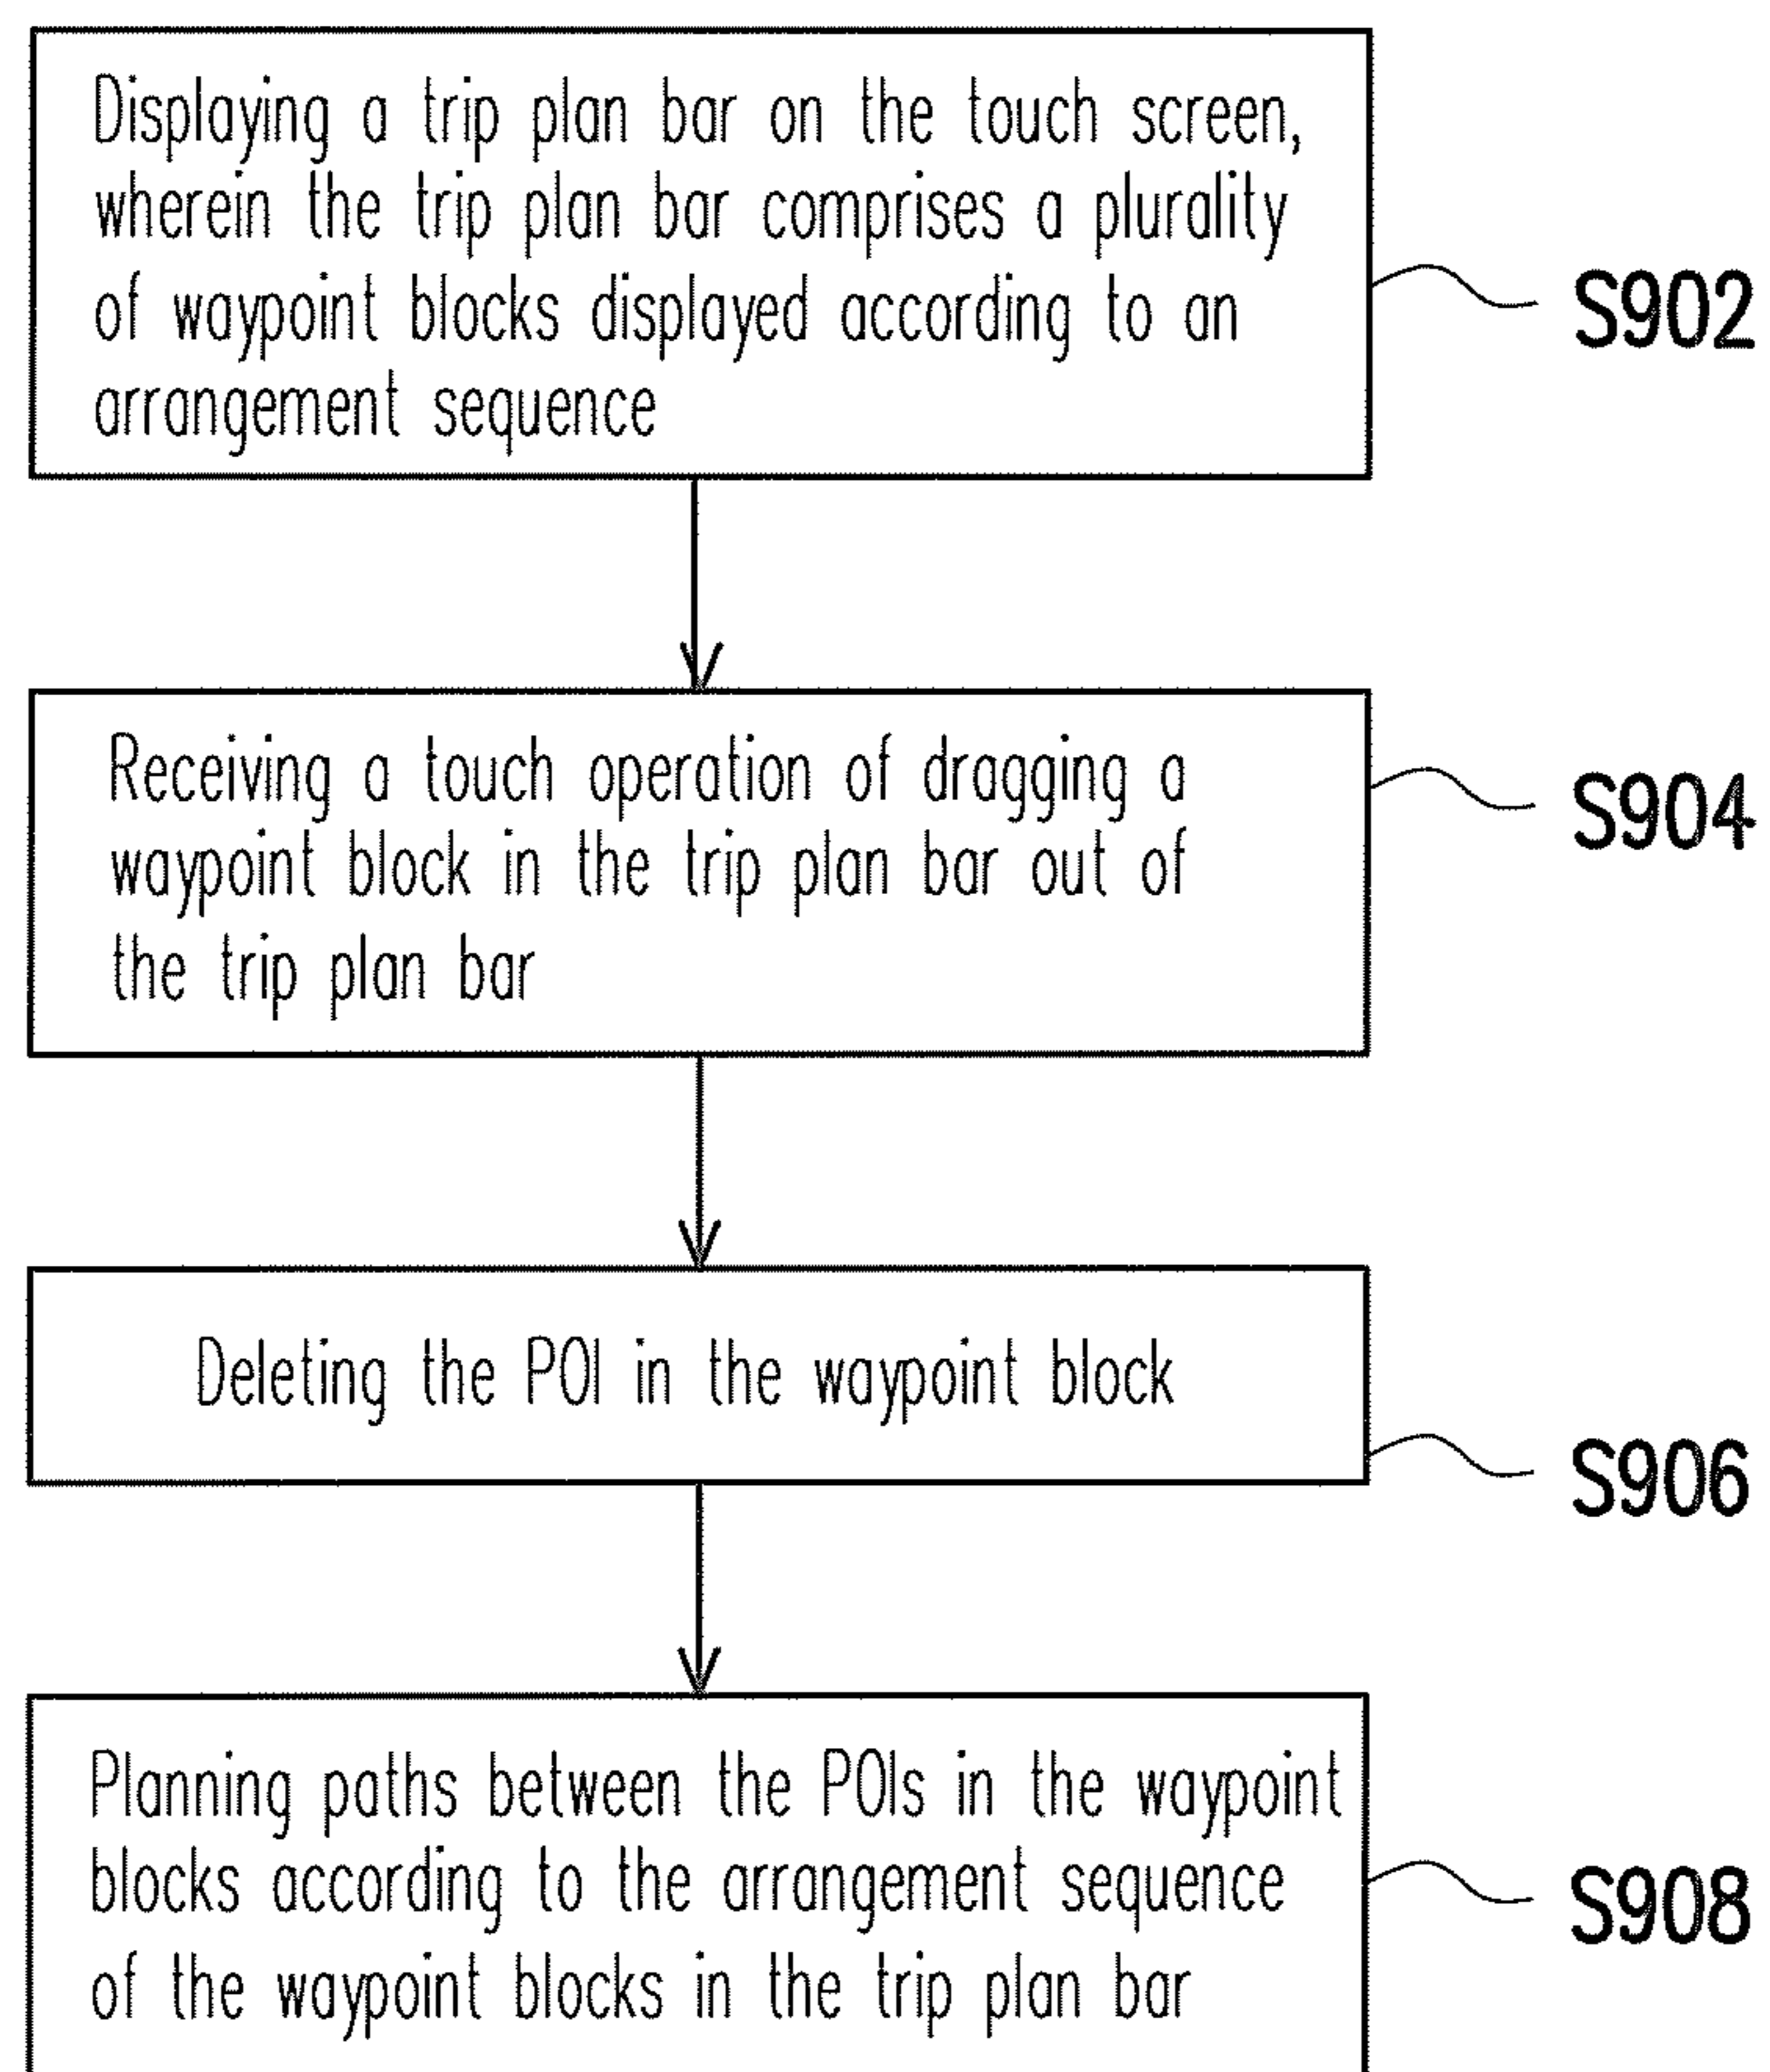 Displaying a trip plan bar on the touch screen,
wherein the trip plan bar comprises a plurality
of waypoint blocks displayed according to an
arrangement sequence
S902
Receiving a touch operation of dragging a
waypoint block in the trip plan bar out of
the trip plan bar
S904
Deleting the POI in the waypoint block
S906
Planning paths between the POIs in the waypoint
blocks according to the arrangement sequence
of the waypoint blocks in the trip plan bar
S908